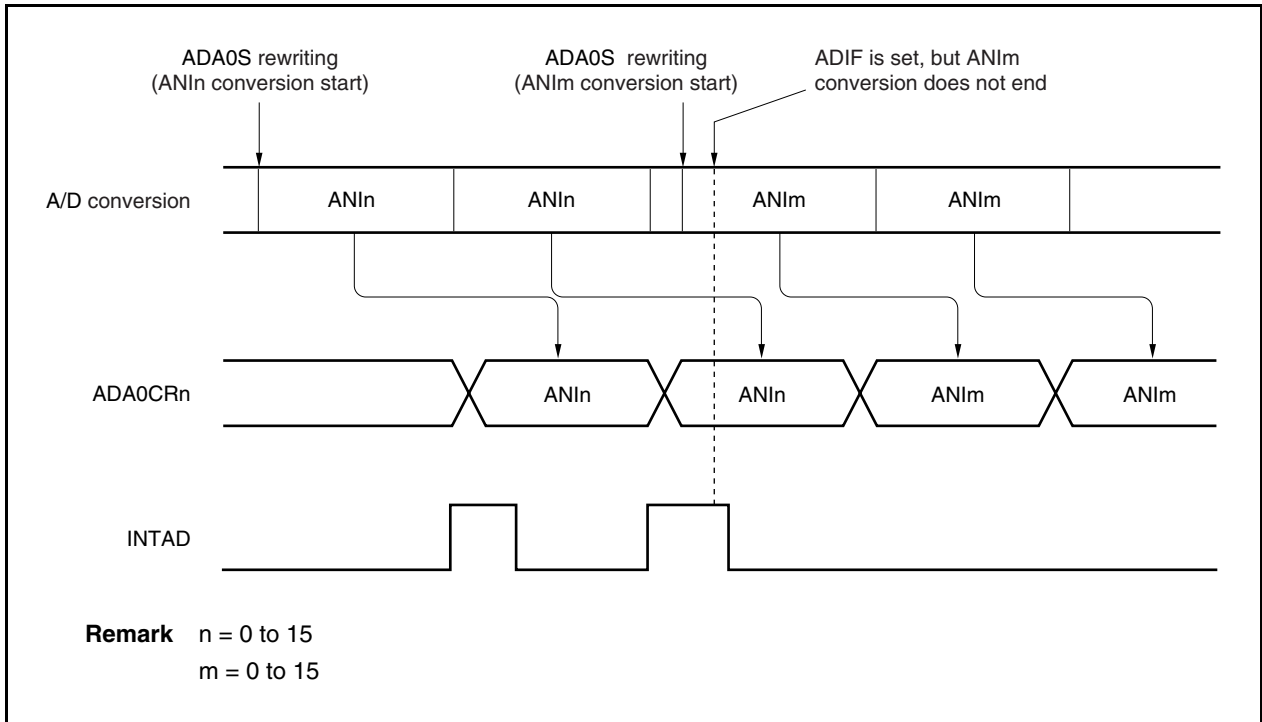 ADA0S rewriting
(ANIn conversion start)
ADA0S rewriting
(ANIm conversion start)
ADIF is set, but ANIm
conversion does not end
A/D conversion
ANIn
ANIn
ANIm
ANIm
ADA0CRn
ANIn
ANIn
ANIm
ANIm
INTAD
Remark n = 0 to 15
m = 0 to 15